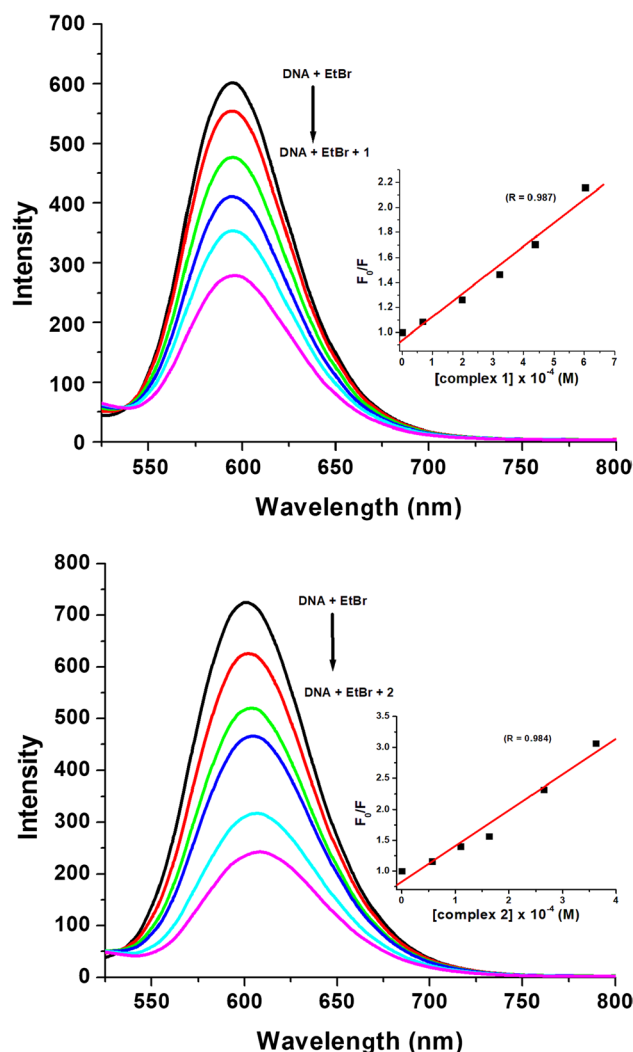 700
600
500
400
300
200
100
0
Intensity
550 600 650 700 750 800
Wavelength (nm)
DNA + EtBr
DNA + EtBr + 1
2.2
2.0
1.8
1.6
1.4
1.2
1.0
F0/F
(R = 0.987)
0 1 2 3 4 5 6 7
[complex 1] x 10⁻⁴ (M)
800
700
600
500
400
300
200
100
0
Intensity
550 600 650 700 750 800
Wavelength (nm)
DNA + EtBr
DNA + EtBr + 2
3.5
3.0
2.5
2.0
1.5
1.0
F0/F
(R = 0.984)
0 1 2 3 4
[complex 2] x 10⁻⁴ (M)